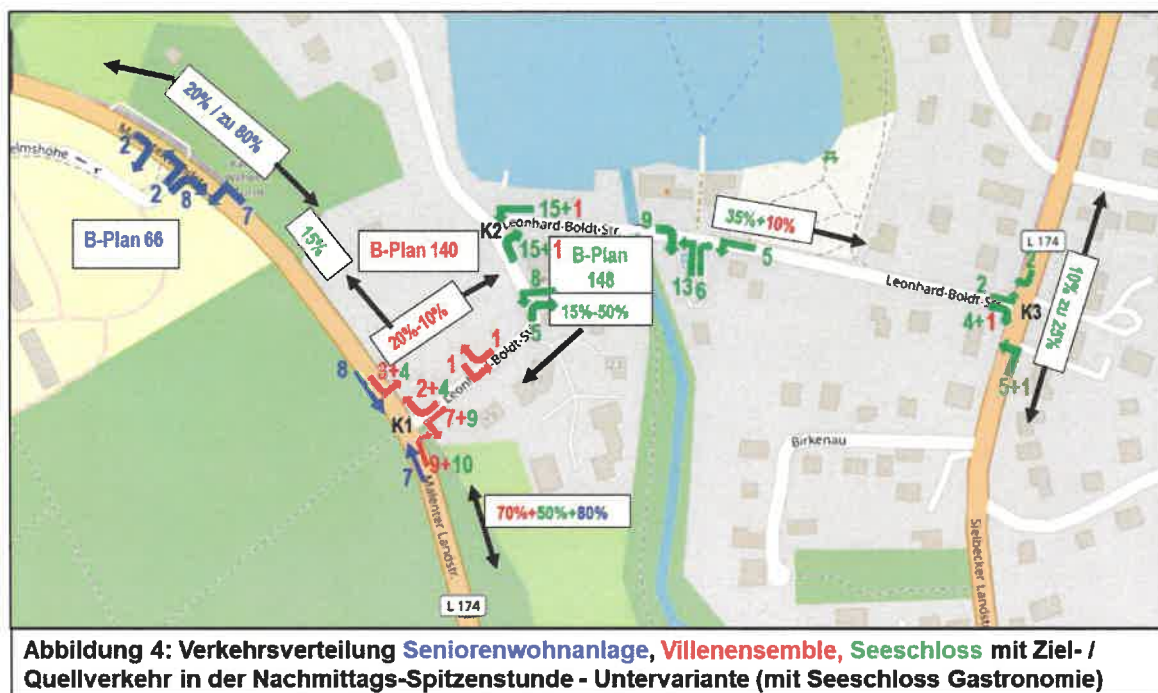 20% / zu 80%
elmshöhe
2
2
8
7
B-Plan 66
15%
B-Plan 140
20%-10%
K2
15+1
Leonhard-Boldt-Str.
15+1
8
5
B-Plan
148
15%-50%
9
13
6
5
35%+10%
Leonhard-Boldt-Str.
L 174
2
4+1
K3
5+1
10% zu 25%
1
1
8
3+4
2+4
7+9
K1
9+10
7
70%+50%+80%
Malenter Landstr.
L 174
Birkenau
Sielbecker Landstr.
Abbildung 4: Verkehrsverteilung Seniorenwohnanlage, Villenensemble, Seeschloss mit Ziel- /
Quellverkehr in der Nachmittags-Spitzenstunde - Untervariante (mit Seeschloss Gastronomie)